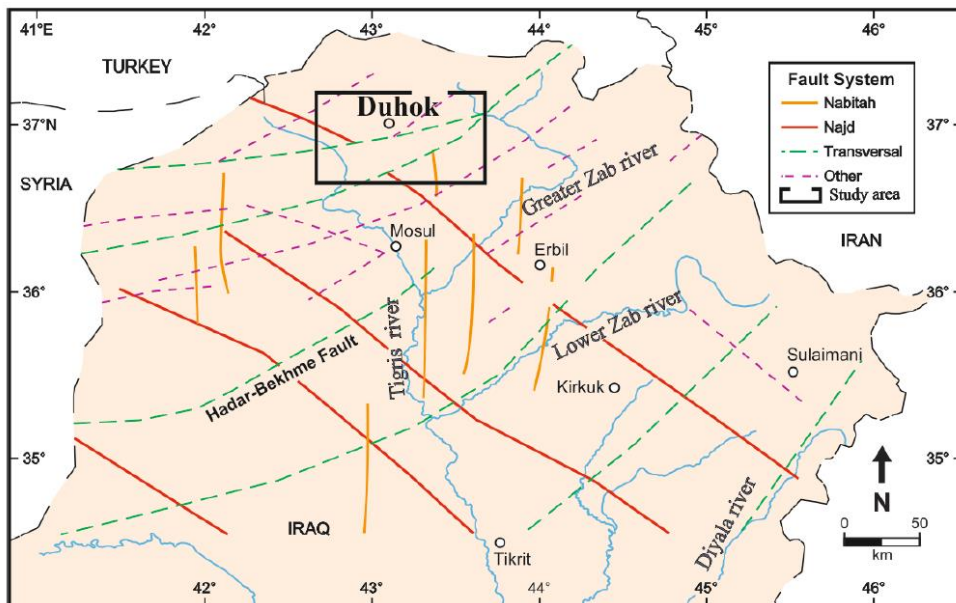 41°E
42°
43°
44°
45°
46°
TURKEY
Fault System
Nabitah
Najd
Transversal
Other
Study area
37°N
Duhok
37°
SYRIA
Greater Zab river
Mosul
Erbil
IRAN
36°
36°
Tigris river
Lower Zab river
Hadar-Bekhme Fault
Sulaimani
Kirkuk
35°
35°
N
Diyala river
0 50
km
IRAQ
Tikrit
42°
43°
44°
45°
46°